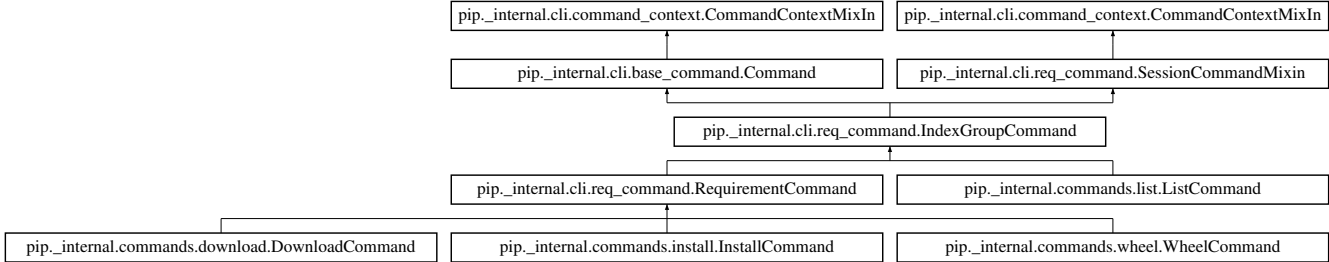 pip._internal.cli.command_context.CommandContextMixIn
pip._internal.cli.command_context.CommandContextMixIn
pip._internal.cli.base_command.Command
pip._internal.cli.req_command.SessionCommandMixin
pip._internal.cli.req_command.IndexGroupCommand
pip._internal.cli.req_command.RequirementCommand
pip._internal.commands.list.ListCommand
pip._internal.commands.download.DownloadCommand
pip._internal.commands.install.InstallCommand
pip._internal.commands.wheel.WheelCommand